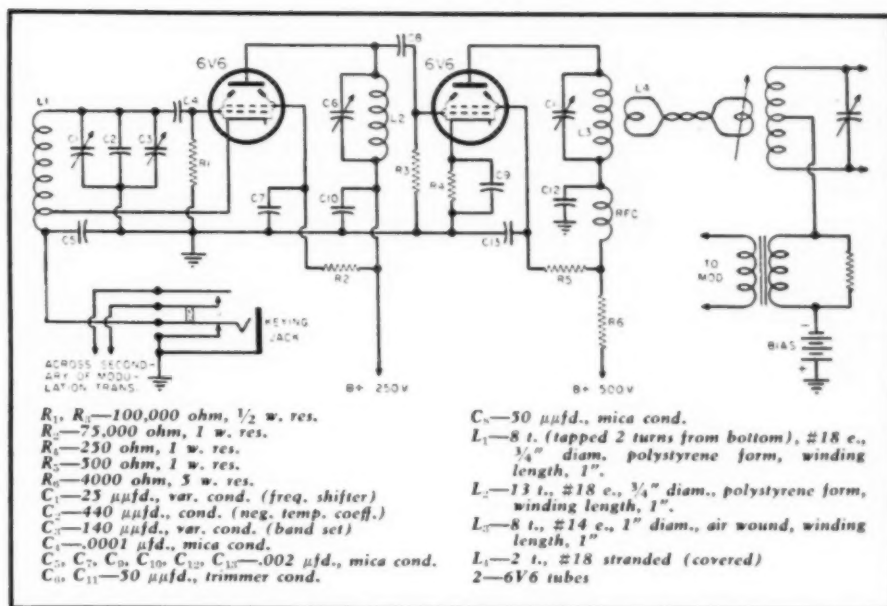 C8
6V6
6V6
L1
C4
C6
L2
L3
L4
C1
C2
C3
R1
R3
R4
C9
C7
C10
C12
RFC
C5
C13
R2
R5
R6
TO
MOD.
KEYING
JACK
BIAS
ACROSS SECOND-
ARY OF MODU-
LATION TRANS.
B+ 250V
B+ 500V
R1, R3—100,000 ohm, 1/2 w. res.
R2—75,000 ohm, 1 w. res.
R4—250 ohm, 1 w. res.
R5—500 ohm, 1 w. res.
R6—4000 ohm, 5 w. res.
C1—25 μμfd., var. cond. (freq. shifter)
C2—440 μμfd., cond. (neg. temp. coeff.)
C3—140 μμfd., var. cond. (band set)
C4—.0001 μfd., mica cond.
C5, C7, C9, C10, C12, C13—.002 μfd., mica cond.
C6, C11—50 μμfd., trimmer cond.
C8—50 μμfd., mica cond.
L1—8 t. (tapped 2 turns from bottom), #18 e.,
3/4" diam, polystyrene form, winding
length, 1".
L2—13 t., #18 e., 3/4" diam., polystyrene form,
winding length, 1".
L3—8 t., #14 e., 1" diam., air wound, winding
length, 1"
L4—2 t., #18 stranded (covered)
2—6V6 tubes